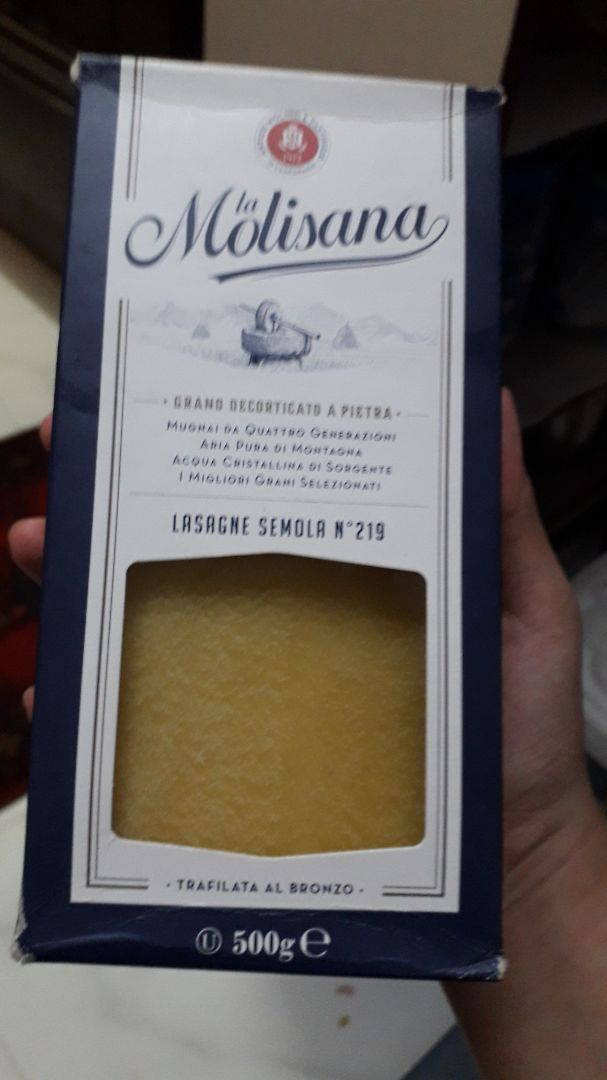 la
Molisana
GRANO DECORTICATO A PIETRA
MUGNAI DA QUATTRO GENERAZIONI
ARIA PURA DI MONTAGNA
ACQUA CRISTALLINA DI SORGENTE
I MIGLIORI GRANI SELEZIONATI
LASAGNE SEMOLA N°219
· TRAFILATA AL BRONZO ·
Ⓤ 500g ℮